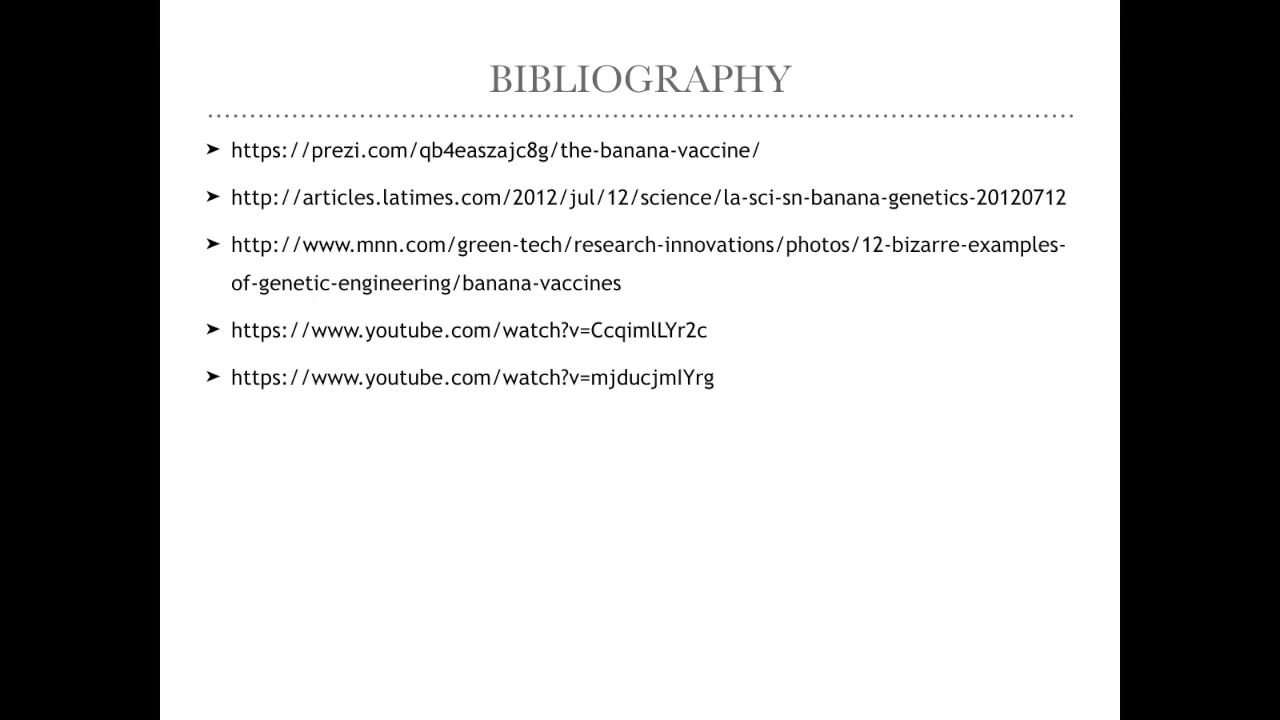 BIBLIOGRAPHY
➤ https://prezi.com/qb4easzajc8g/the-banana-vaccine/
➤ http://articles.latimes.com/2012/jul/12/science/la-sci-sn-banana-genetics-20120712
➤ http://www.mnn.com/green-tech/research-innovations/photos/12-bizarre-examples-
of-genetic-engineering/banana-vaccines
➤ https://www.youtube.com/watch?v=CcqimlLYr2c
➤ https://www.youtube.com/watch?v=mjducjmIYrg